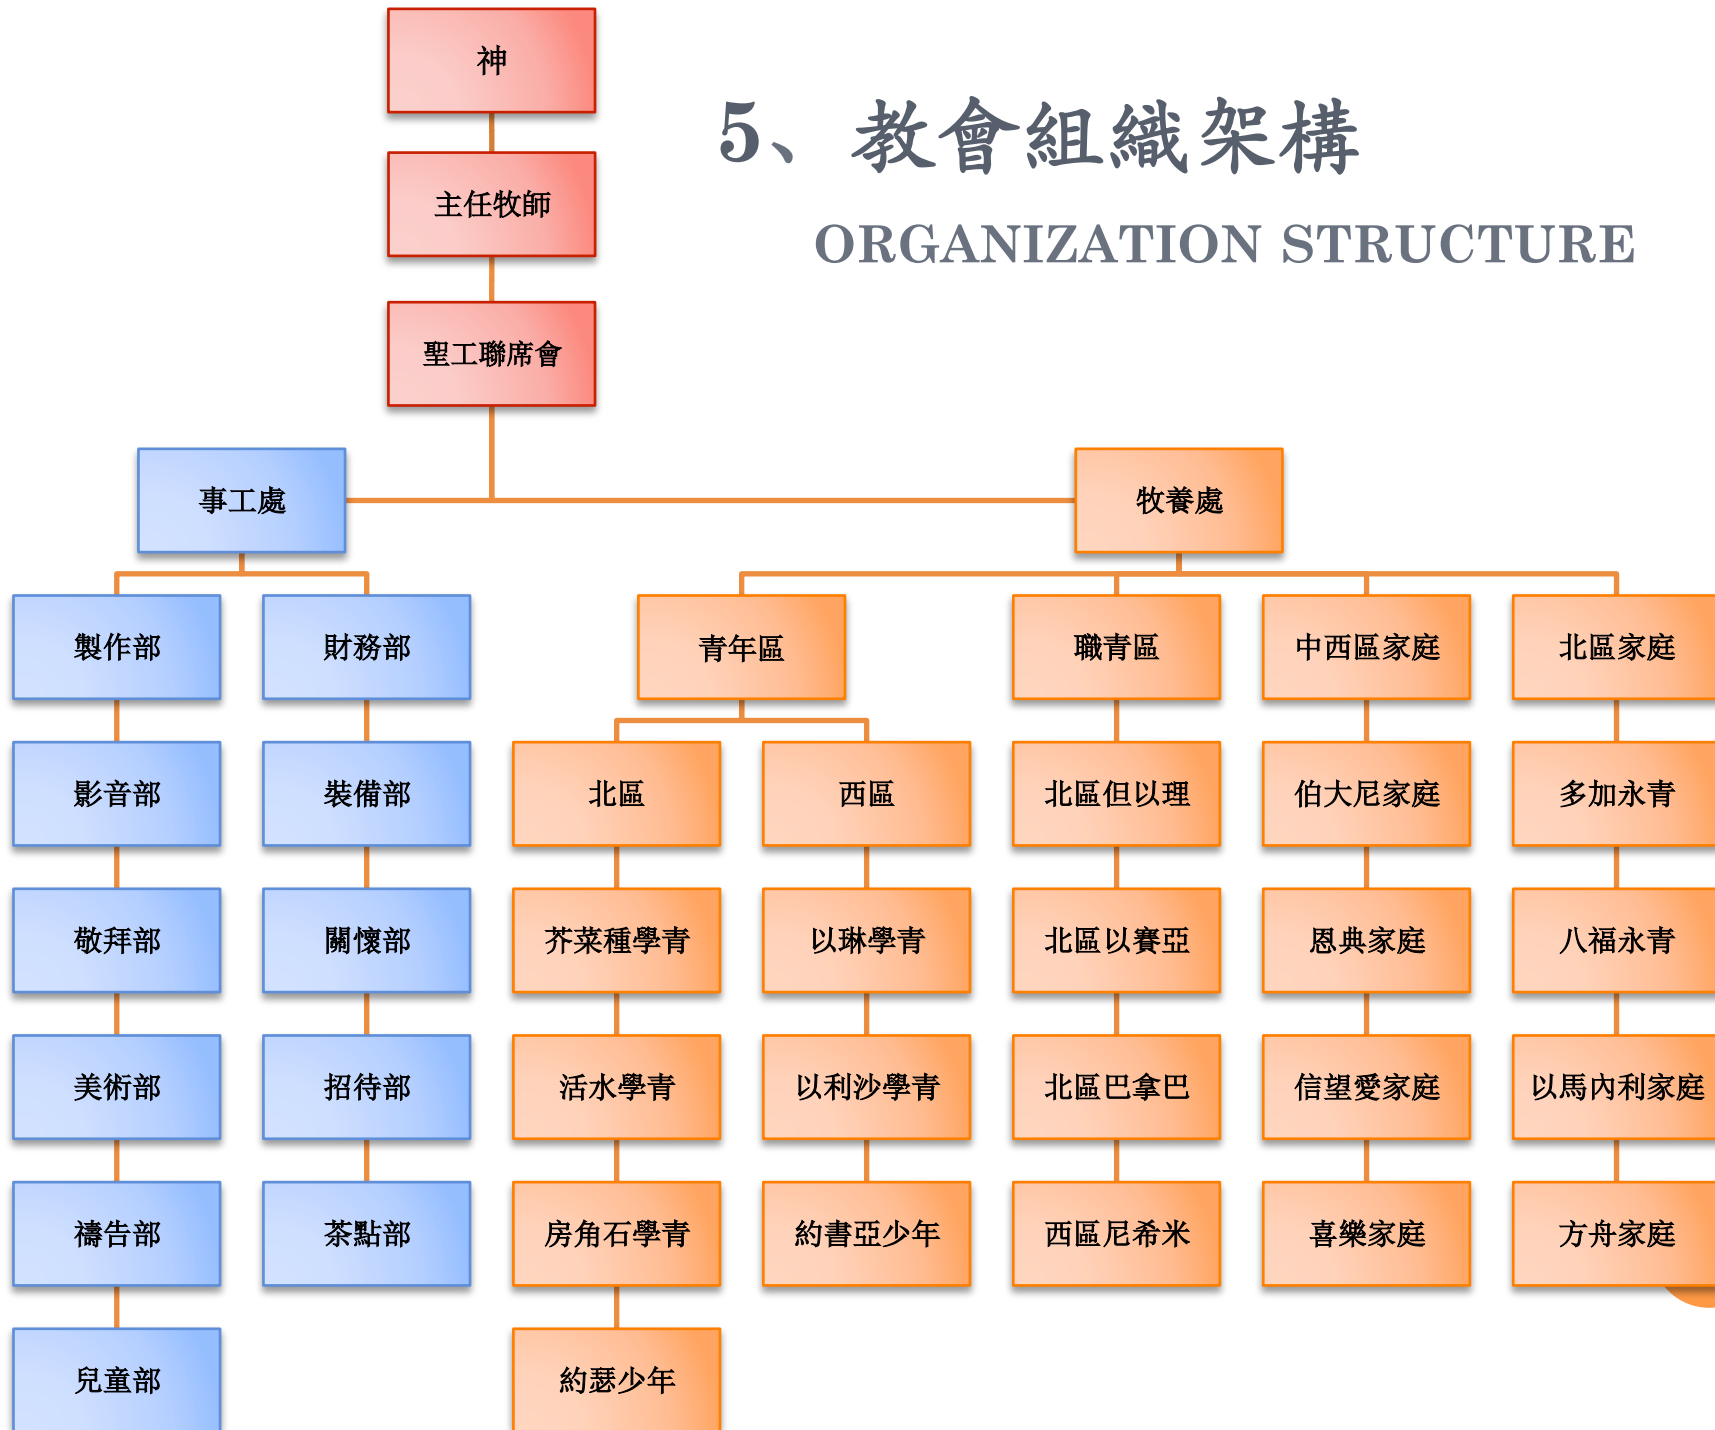 神
5、教會組織架構
主任牧師
ORGANIZATION STRUCTURE
聖工聯席會
事工處
牧養處
製作部
財務部
青年區
職青區
中西區家庭
北區家庭
影音部
裝備部
北區
西區
北區但以理
伯大尼家庭
多加永青
敬拜部
關懷部
芥菜種學青
以琳學青
北區以賽亞
恩典家庭
八福永青
美術部
招待部
活水學青
以利沙學青
北區巴拿巴
信望愛家庭
以馬內利家庭
禱告部
茶點部
房角石學青
約書亞少年
西區尼希米
喜樂家庭
方舟家庭
兒童部
約瑟少年